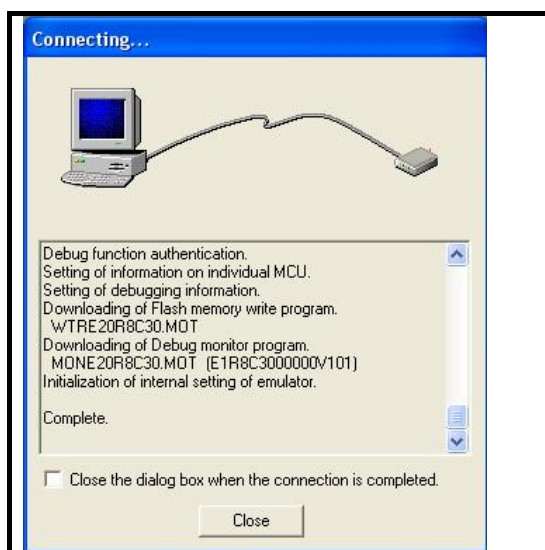 Connecting...
Debug function authentication.
Setting of information on individual MCU.
Setting of debugging information.
Downloading of Flash memory write program.
WTRE20R8C30.MOT
Downloading of Debug monitor program.
MONE20R8C30.MOT (E1R8C3000000V101)
Initialization of internal setting of emulator.
Complete.
Close the dialog box when the connection is completed.
Close